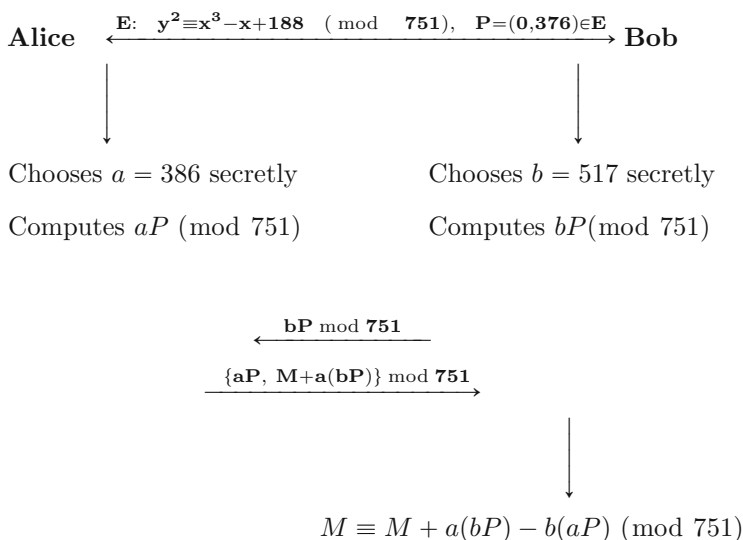 Alice E: y²≡x³−x+188 ( mod 751), P=(0,376)∈E Bob
Chooses a = 386 secretly Chooses b = 517 secretly
Computes aP (mod 751) Computes bP(mod 751)
bP mod 751
{aP, M+a(bP)} mod 751
M ≡ M + a(bP) − b(aP) (mod 751)